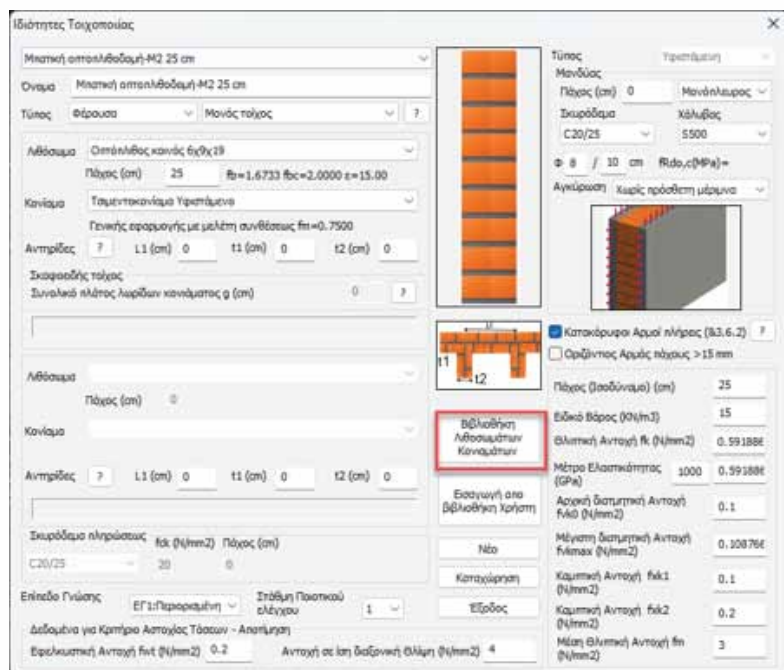 Ιδιότητες Τοιχοποιίας
Μπατική οπτοπλινθοδομή-M2 25 cm
Όνομα Μπατική οπτοπλινθοδομή-M2 25 cm
Τύπος Φέρουσα Μονός τοίχος ?
Λιθόσωμα Οπτόπλινθος κοινός 6χ9χ19
Πάχος (cm) 25 fb=1.6733 fbc=2.0000 ε=15.00
Κονίαμα Τσιμεντοκονίαμα Υφιστάμενο
Γενικής εφαρμογής με μελέτη συνθέσεως fm=0.7500
Αντηρίδες ? L1 (cm) 0 t1 (cm) 0 t2 (cm) 0
Σκαφοειδής τοίχος
Συνολικό πλάτος λωρίδων κονιάματος g (cm) 0 ?
Λιθόσωμα
Πάχος (cm) 0
Κονίαμα
Αντηρίδες ? L1 (cm) 0 t1 (cm) 0 t2 (cm) 0
Σκυρόδεμα πληρώσεως fck (N/mm2) Πάχος (cm)
C20/25 20 0
Επίπεδο Γνώσης ΕΓ1:Περιορισμένη Στάθμη Ποιοτικού ελέγχου 1
Δεδομένα για Κριτήριο Αστοχίας Τάσεων - Αποτίμηση
Εφελκυστική Αντοχή fwt (N/mm2) 0.2 Αντοχή σε ίση διαξονική Θλίψη (N/mm2) 4
t1
t2
Βιβλιοθήκη
Λιθοσωμάτων
Κονιαμάτων
Εισαγωγή απο
βιβλιοθήκη Χρήστη
Νέο
Καταχώρηση
Έξοδος
Τύπος Υφιστάμενη
Μανδύας
Πάχος (cm) 0 Μονόπλευρος
Σκυρόδεμα Χάλυβας
C20/25 S500
Φ 8 / 10 cm fRdo,c(MPa)=
Αγκύρωση Χωρίς πρόσθετη μέριμνα
Κατακόρυφοι Αρμοί πλήρεις (§3.6.2) ?
Οριζόντιος Αρμός πάχους >15 mm
Πάχος (Ισοδύναμο) (cm) 25
Ειδικό Βάρος (KN/m3) 15
Θλιπτική Αντοχή fk (N/mm2) 0.591886
Μέτρο Ελαστικότητας (GPa) 1000 0.591886
Αρχική διατμητική Αντοχή fvk0 (N/mm2) 0.1
Μέγιστη διατμητική Αντοχή fvkmax (N/mm2) 0.108766
Καμπτική Αντοχή fxk1 (N/mm2) 0.1
Καμπτική Αντοχή fxk2 (N/mm2) 0.2
Μέση Θλιπτική Αντοχή fm (N/mm2) 3